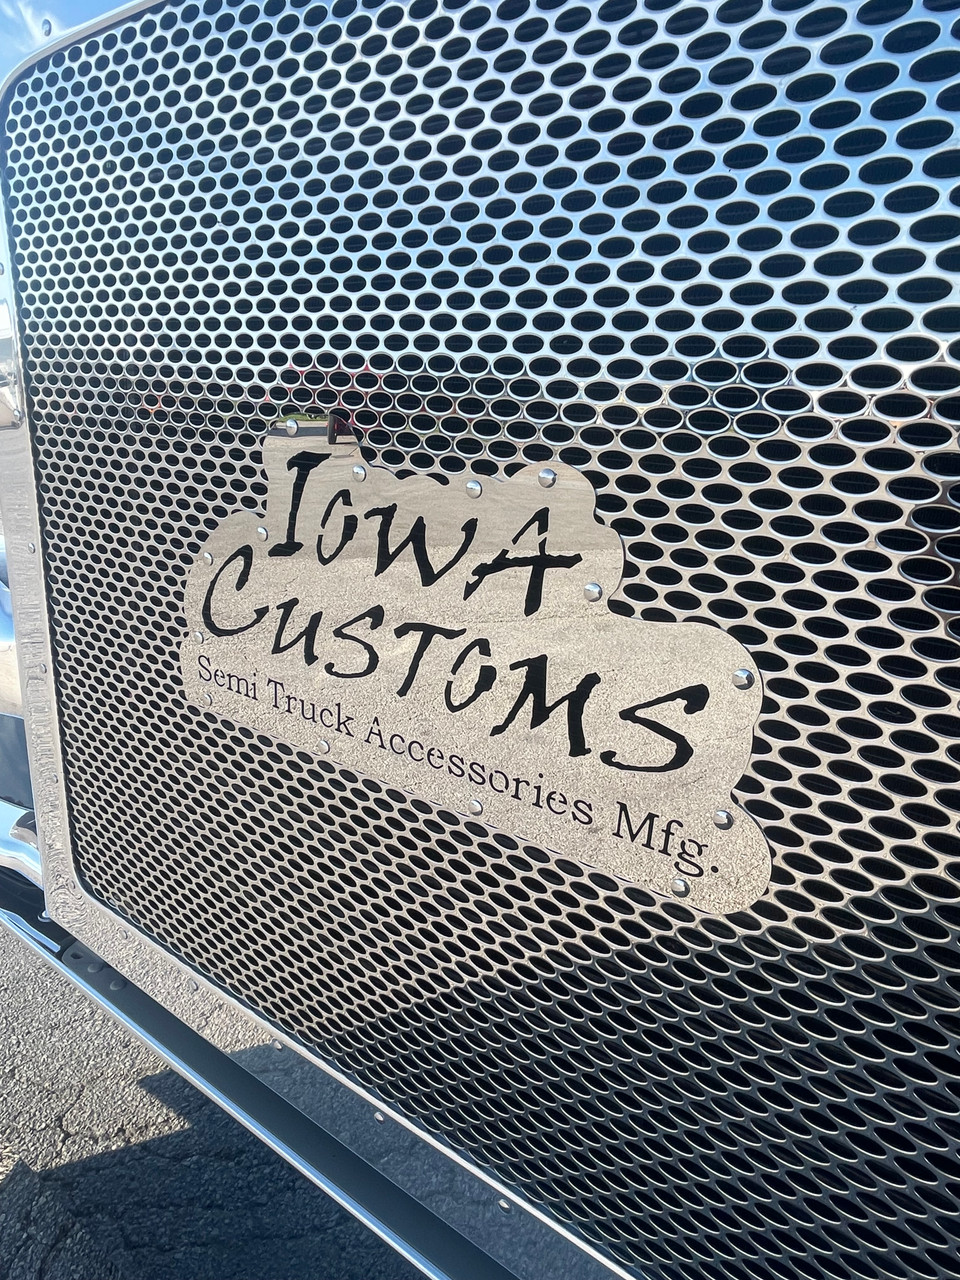 Iowa
Customs
Semi Truck Accessories Mfg.